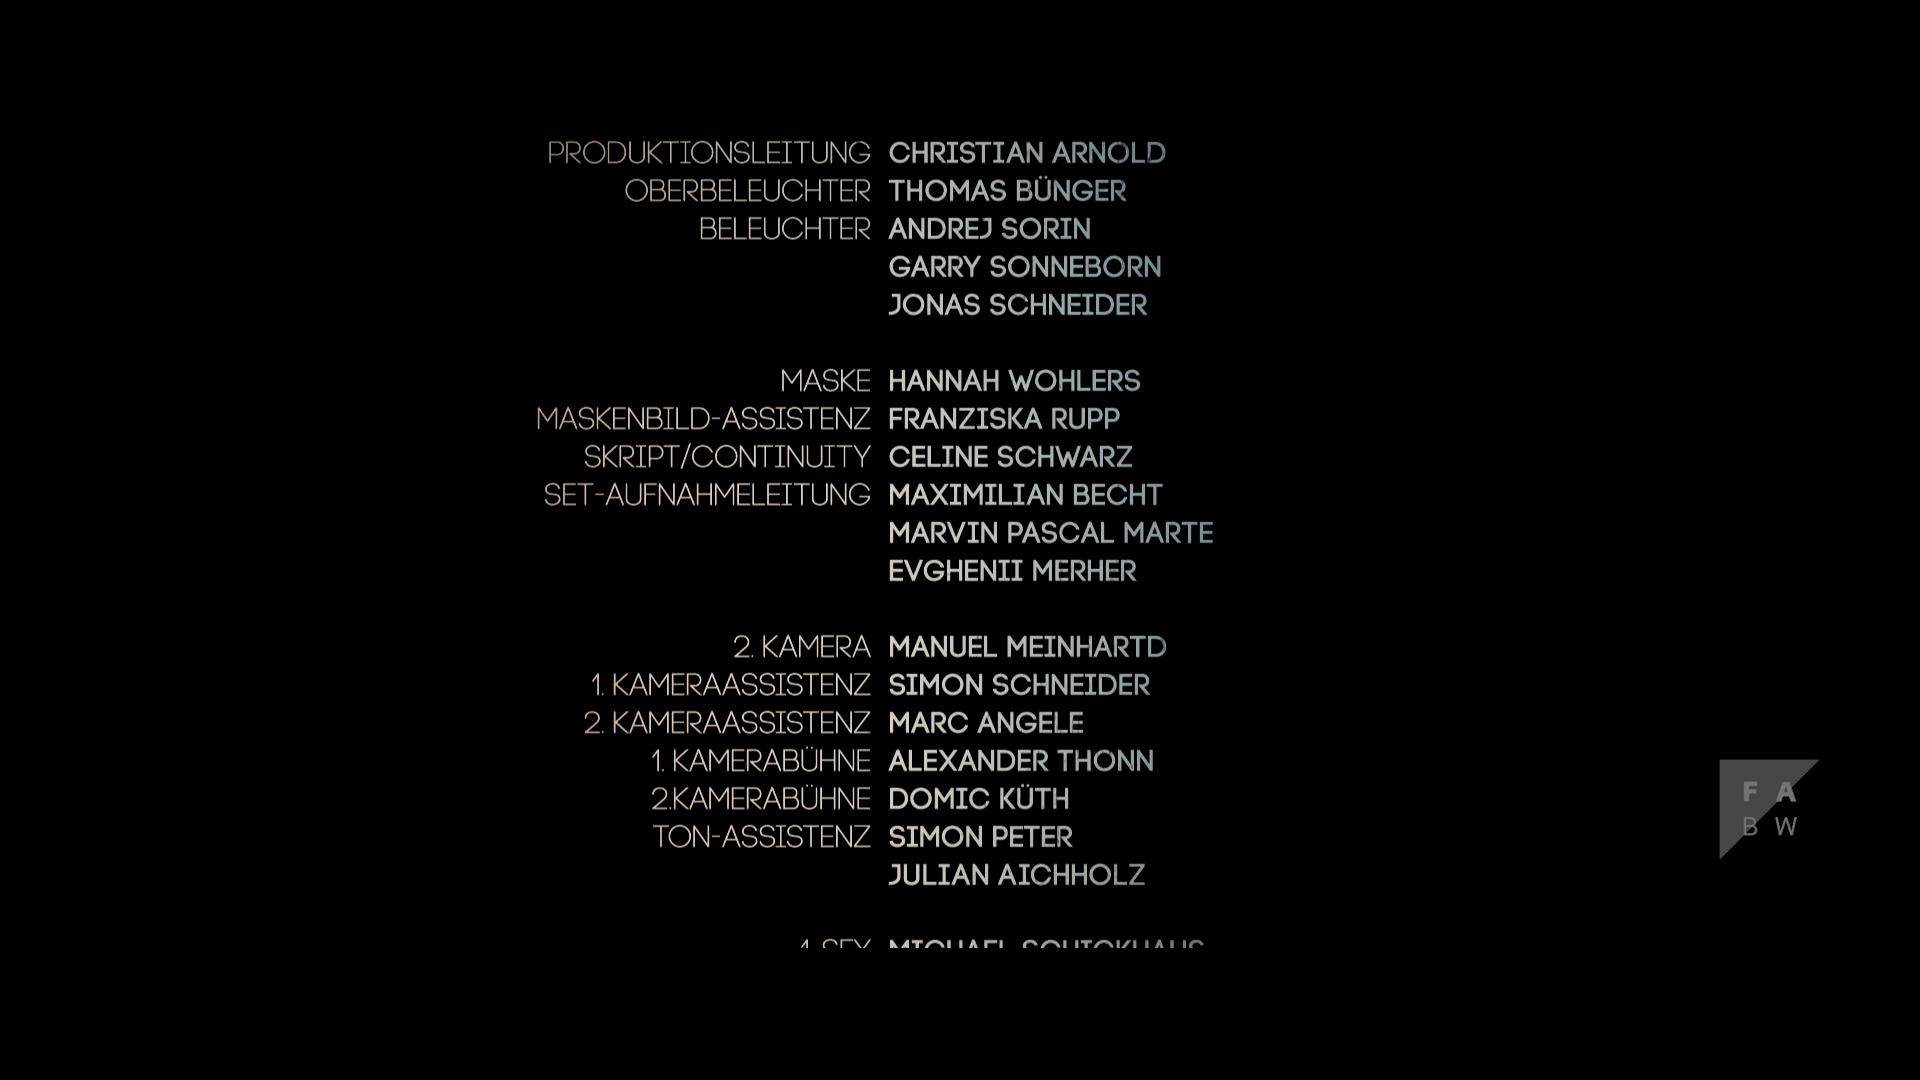 PRODUKTIONSLEITUNG CHRISTIAN ARNOLD
OBERBELEUCHTER THOMAS BÜNGER
BELEUCHTER ANDREJ SORIN
GARRY SONNEBORN
JONAS SCHNEIDER
MASKE HANNAH WOHLERS
MASKENBILD-ASSISTENZ FRANZISKA RUPP
SKRIPT/CONTINUITY CELINE SCHWARZ
SET-AUFNAHMELEITUNG MAXIMILIAN BECHT
MARVIN PASCAL MARTE
EVGHENII MERHER
2. KAMERA MANUEL MEINHARTD
1. KAMERAASSISTENZ SIMON SCHNEIDER
2. KAMERAASSISTENZ MARC ANGELE
1. KAMERABÜHNE ALEXANDER THONN
2.KAMERABÜHNE DOMIC KÜTH
TON-ASSISTENZ SIMON PETER
JULIAN AICHHOLZ
MICHAEL SCHICKHAUS
F A
B W